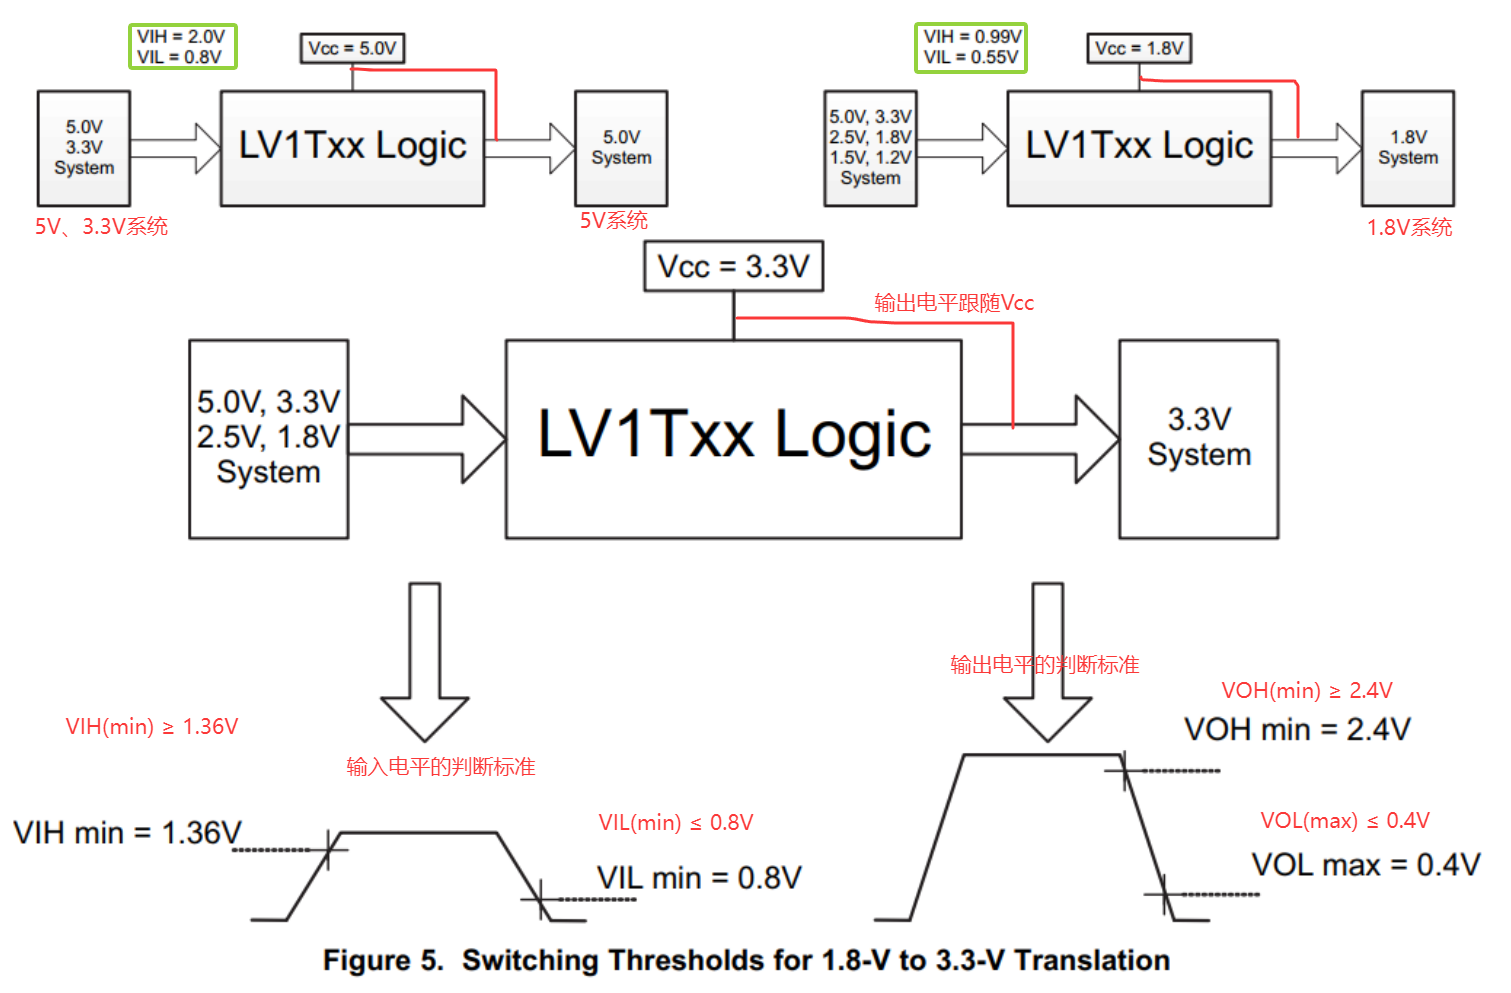 VIH = 2.0V
VIL = 0.8V
Vcc = 5.0V
5.0V
3.3V
System
LV1Txx Logic
5.0V
System
5V、3.3V系统
5V系统
VIH = 0.99V
VIL = 0.55V
Vcc = 1.8V
5.0V, 3.3V
2.5V, 1.8V
1.5V, 1.2V
System
LV1Txx Logic
1.8V
System
1.8V系统
Vcc = 3.3V
输出电平跟随Vcc
5.0V, 3.3V
2.5V, 1.8V
System
LV1Txx Logic
3.3V
System
VIH(min) ≥ 1.36V
输入电平的判断标准
VIH min = 1.36V
VIL(min) ≤ 0.8V
VIL min = 0.8V
输出电平的判断标准
VOH(min) ≥ 2.4V
VOH min = 2.4V
VOL(max) ≤ 0.4V
VOL max = 0.4V
Figure 5. Switching Thresholds for 1.8-V to 3.3-V Translation